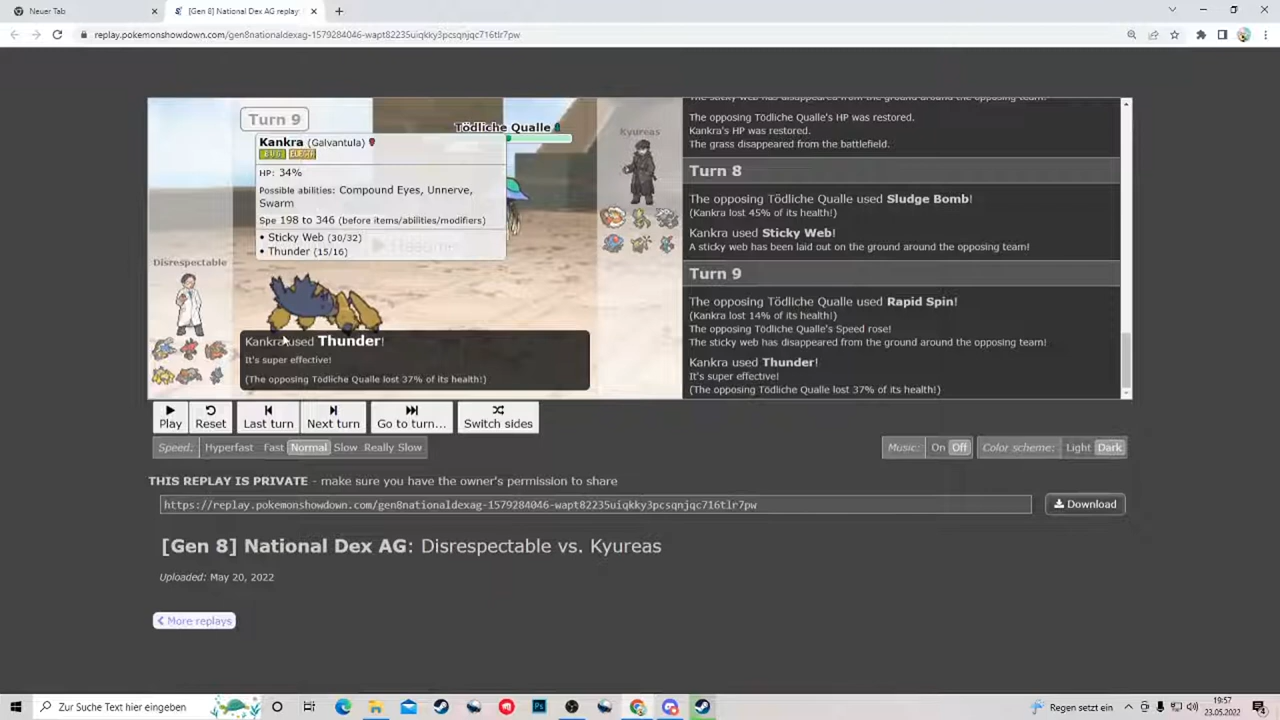 Neuer Tab
[Gen 8] National Dex AG replay:
replay.pokemonshowdown.com/gen8nationaldexag-1579284046-wapt82235uiqkky3pcsqnjqc716tlr7pw
Turn 9
Tödliche Qualle
Kankra (Galvantula)
BUG ELECTR
HP: 34%
Possible abilities: Compound Eyes, Unnerve,
Swarm
Spe 198 to 346 (before items/abilities/modifiers)
• Sticky Web (30/32)
• Thunder (15/16)
Disrespectable
Kyureas
Kankra used Thunder!
It's super effective!
(The opposing Tödliche Qualle lost 37% of its health!)
The sticky web has disappeared from the ground around the opposing team!
The opposing Tödliche Qualle's HP was restored.
Kankra's HP was restored.
The grass disappeared from the battlefield.
Turn 8
The opposing Tödliche Qualle used Sludge Bomb!
(Kankra lost 45% of its health!)
Kankra used Sticky Web!
A sticky web has been laid out on the ground around the opposing team!
Turn 9
The opposing Tödliche Qualle used Rapid Spin!
(Kankra lost 14% of its health!)
The opposing Tödliche Qualle's Speed rose!
The sticky web has disappeared from the ground around the opposing team!
Kankra used Thunder!
It's super effective!
(The opposing Tödliche Qualle lost 37% of its health!)
Play
Reset
Last turn
Next turn
Go to turn...
Switch sides
Speed: Hyperfast Fast Normal Slow Really Slow
Music: On Off
Color scheme: Light Dark
THIS REPLAY IS PRIVATE - make sure you have the owner's permission to share
https://replay.pokemonshowdown.com/gen8nationaldexag-1579284046-wapt82235uiqkky3pcsqnjqc716tlr7pw
Download
[Gen 8] National Dex AG: Disrespectable vs. Kyureas
Uploaded: May 20, 2022
More replays
Zur Suche Text hier eingeben
Regen setzt ein
19:57
23.05.2022